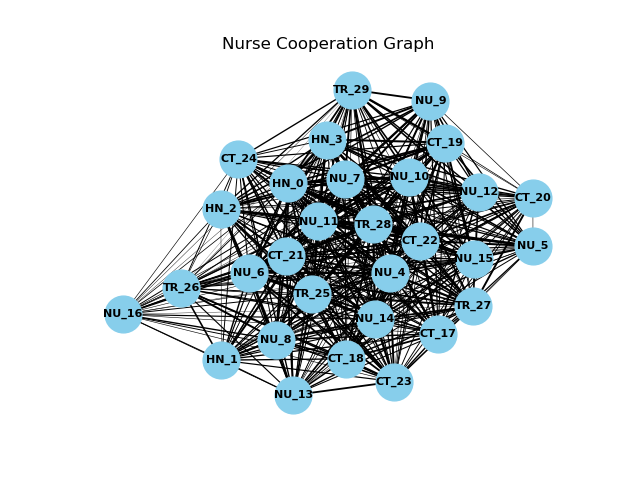 Nurse Cooperation Graph
TR_29
NU_9
HN_3
CT_19
CT_24
NU_7
NU_10
HN_0
NU_12
CT_20
HN_2
NU_11
TR_28
CT_22
NU_5
CT_21
NU_15
NU_6
NU_4
TR_26
TR_25
TR_27
NU_16
NU_14
CT_17
NU_8
HN_1
CT_18
CT_23
NU_13